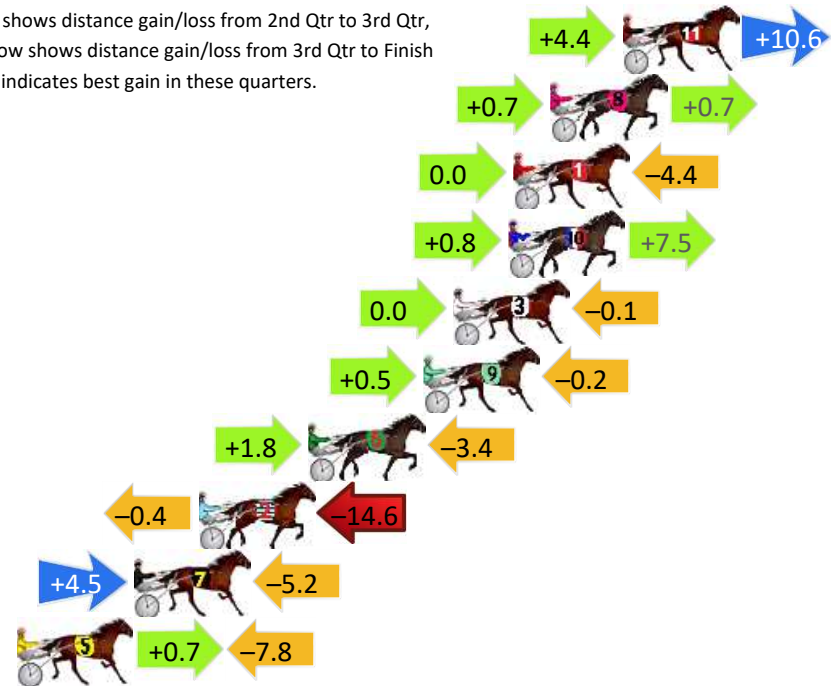 shows distance gain/loss from 2nd Qtr to 3rd Qtr,
ow shows distance gain/loss from 3rd Qtr to Finish
indicates best gain in these quarters.
+4.4 11 +10.6
+0.7 8 +0.7
0.0 1 –4.4
+0.8 10 +7.5
0.0 3 –0.1
+0.5 9 –0.2
+1.8 –3.4
–0.4 2 –14.6
+4.5 7 –5.2
5 +0.7 –7.8